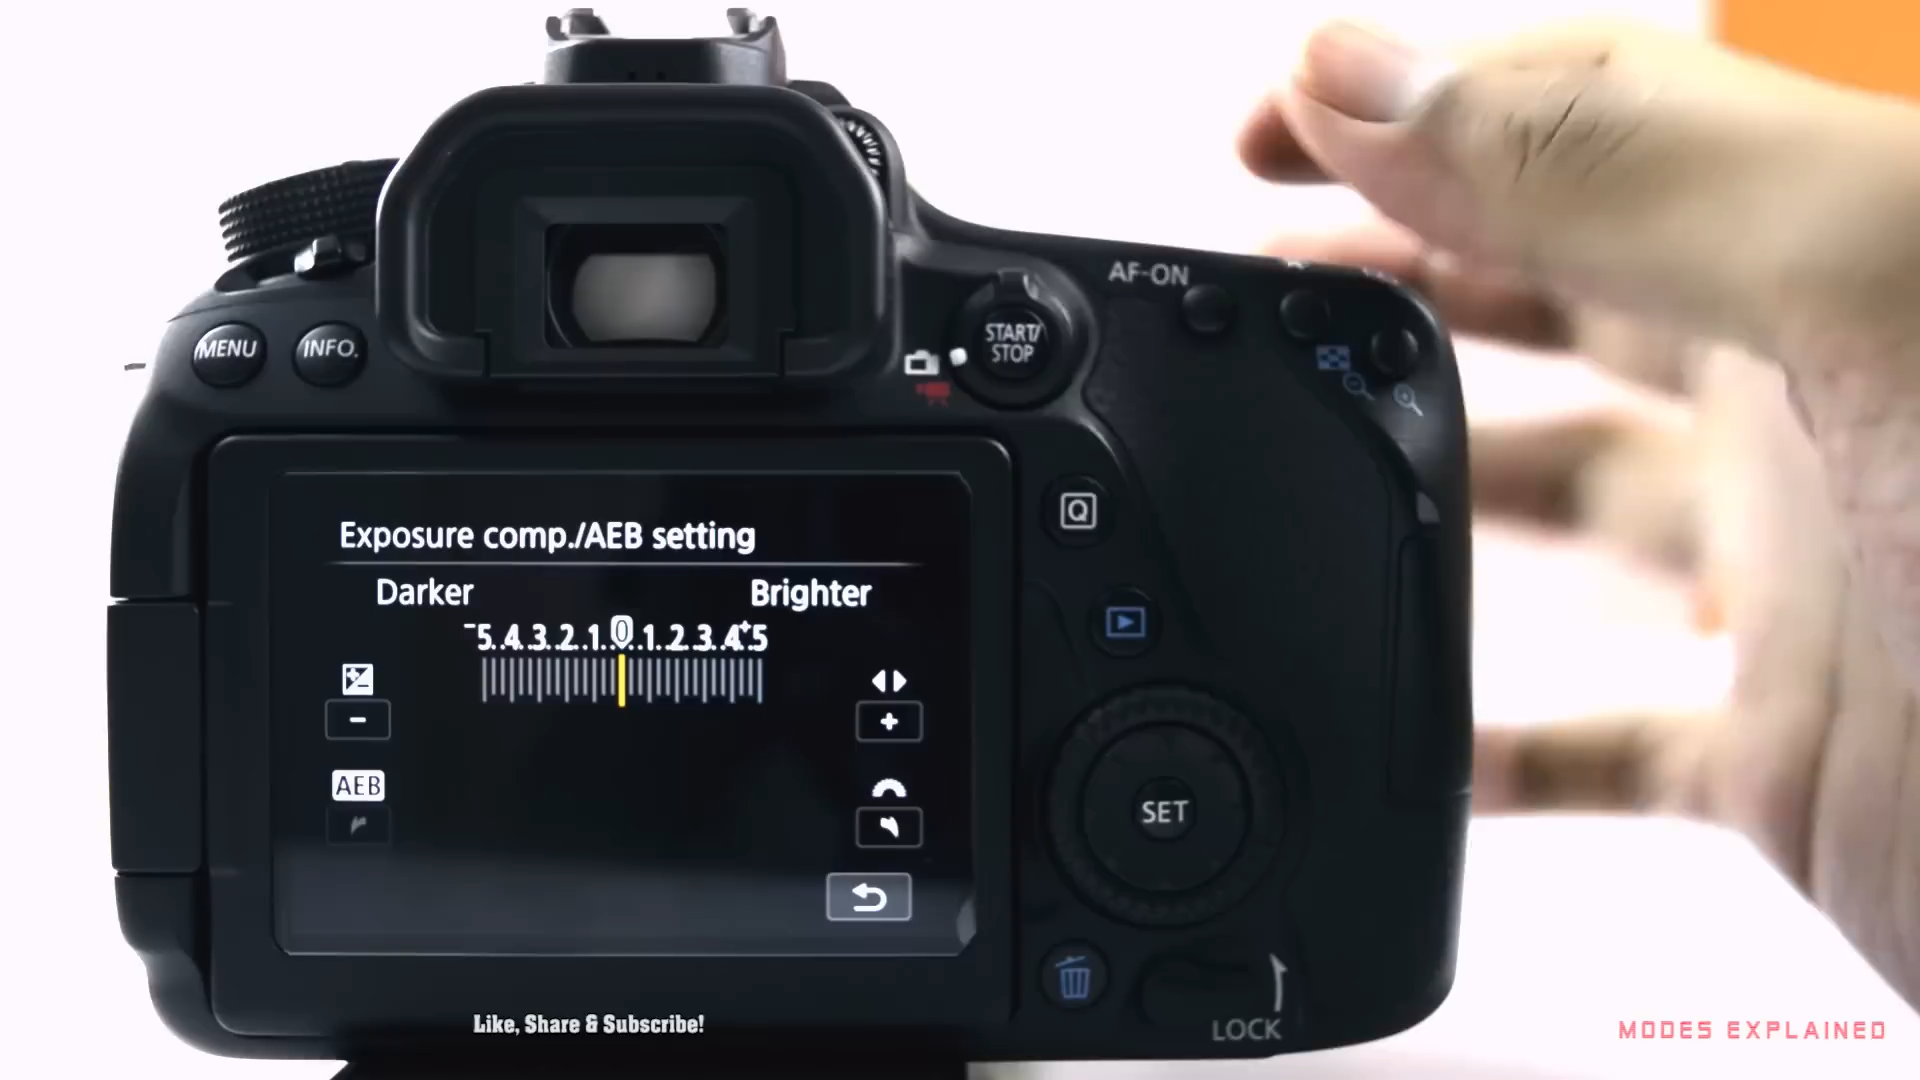 AF-ON
START/
STOP
MENU
INFO.
Q
Exposure comp./AEB setting
Darker
Brighter
-5.4.3.2.1.0.1.2.3.4.+5
AEB
SET
LOCK
Like, Share & Subscribe!
MODES EXPLAINED